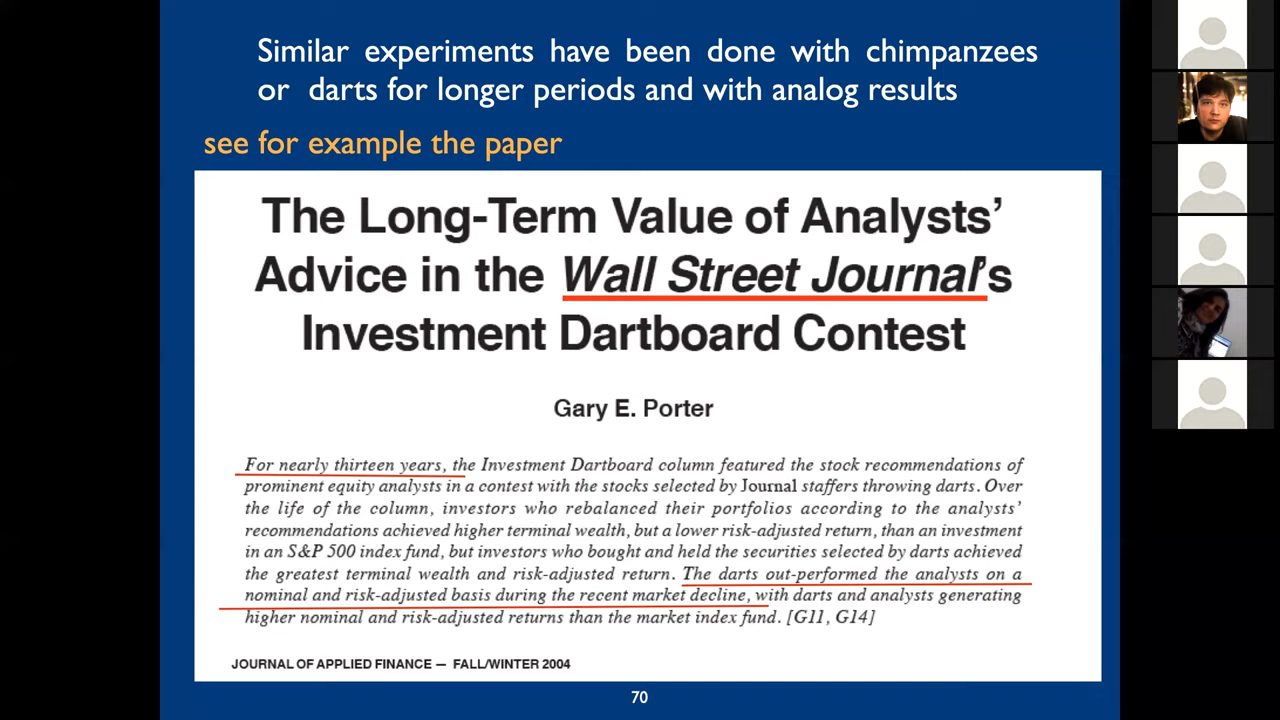 Similar experiments have been done with chimpanzees
or darts for longer periods and with analog results
see for example the paper
The Long-Term Value of Analysts’
Advice in the Wall Street Journal’s
Investment Dartboard Contest
Gary E. Porter
For nearly thirteen years, the Investment Dartboard column featured the stock recommendations of
prominent equity analysts in a contest with the stocks selected by Journal staffers throwing darts. Over
the life of the column, investors who rebalanced their portfolios according to the analysts’
recommendations achieved higher terminal wealth, but a lower risk-adjusted return, than an investment
in an S&P 500 index fund, but investors who bought and held the securities selected by darts achieved
the greatest terminal wealth and risk-adjusted return. The darts out-performed the analysts on a
nominal and risk-adjusted basis during the recent market decline, with darts and analysts generating
higher nominal and risk-adjusted returns than the market index fund. [G11, G14]
JOURNAL OF APPLIED FINANCE — FALL/WINTER 2004
70